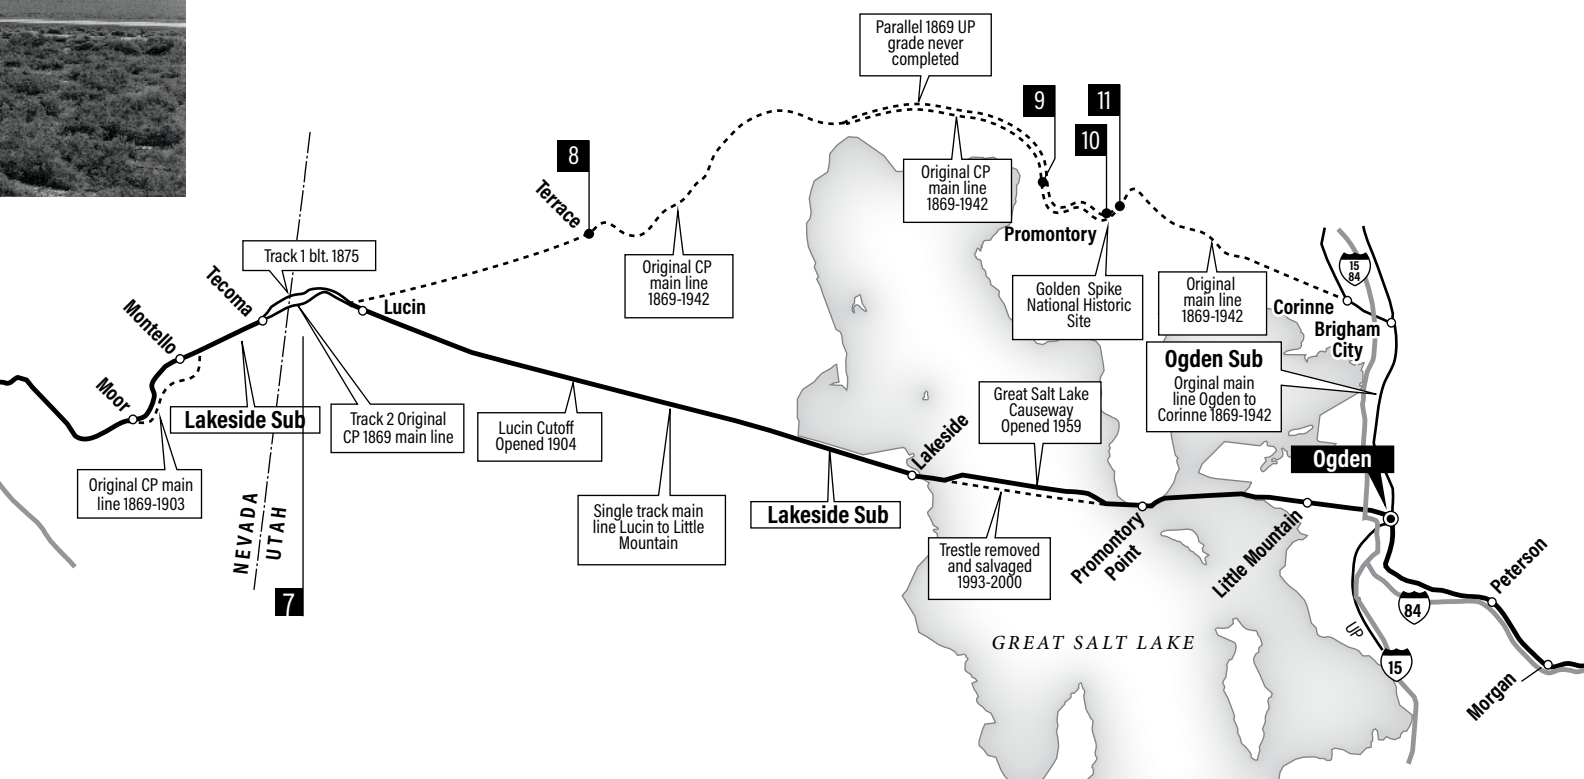 Parallel 1869 UP
grade never
completed
9
11
10
8
Terrace
Original CP
main line
1869-1942
Promontory
Track 1 blt. 1875
Original CP
main line
1869-1942
15
84
Tecoma
Lucin
Golden Spike
National Historic
Site
Original
main line
1869-1942
Corinne
Brigham
City
Montello
Moor
Ogden Sub
Orginal main
line Ogden to
Corinne 1869-1942
Lakeside Sub
Track 2 Original
CP 1869 main line
Lucin Cutoff
Opened 1904
Great Salt Lake
Causeway
Opened 1959
Lakeside
Ogden
Original CP main
line 1869-1903
NEVADA
UTAH
Single track main
line Lucin to Little
Mountain
Lakeside Sub
Trestle removed
and salvaged
1993-2000
Promontory
Point
Little Mountain
Peterson
7
84
UP
GREAT SALT LAKE
15
Morgan